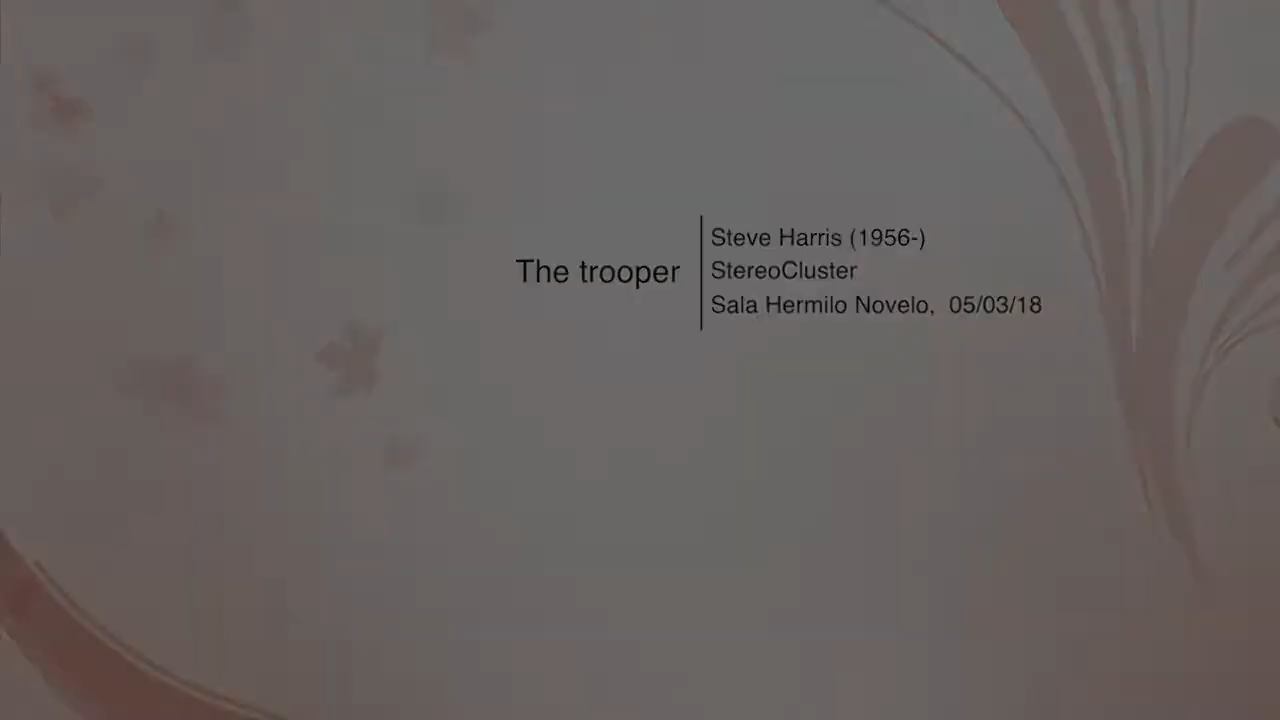 The trooper
Steve Harris (1956-)
StereoCluster
Sala Hermilo Novelo, 05/03/18